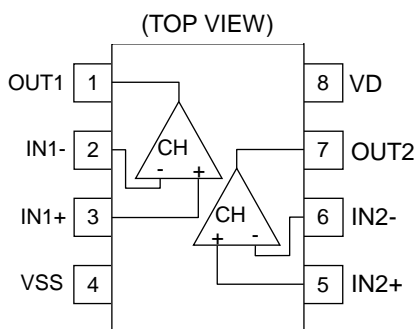 (TOP VIEW)
OUT1 1 8 VD
IN1- 2 CH - + 7 OUT2
IN1+ 3 CH + - 6 IN2-
VSS 4 5 IN2+